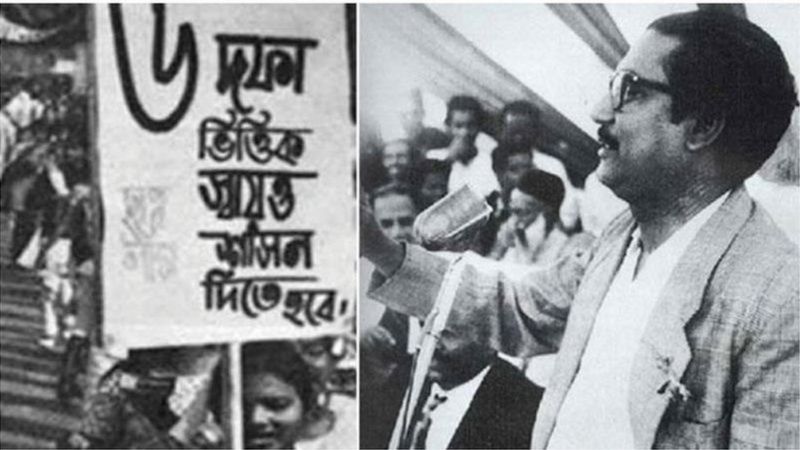 ৬ দফা
ভিত্তিক
স্বায়ত্ত
শাসন
দিতে হবে।